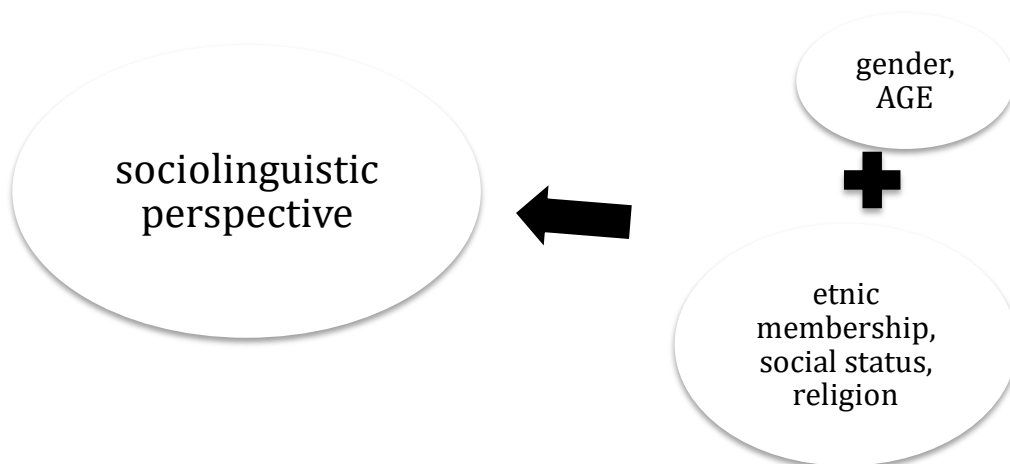 sociolinguistic
perspective
gender,
AGE
etnic
membership,
social status,
religion